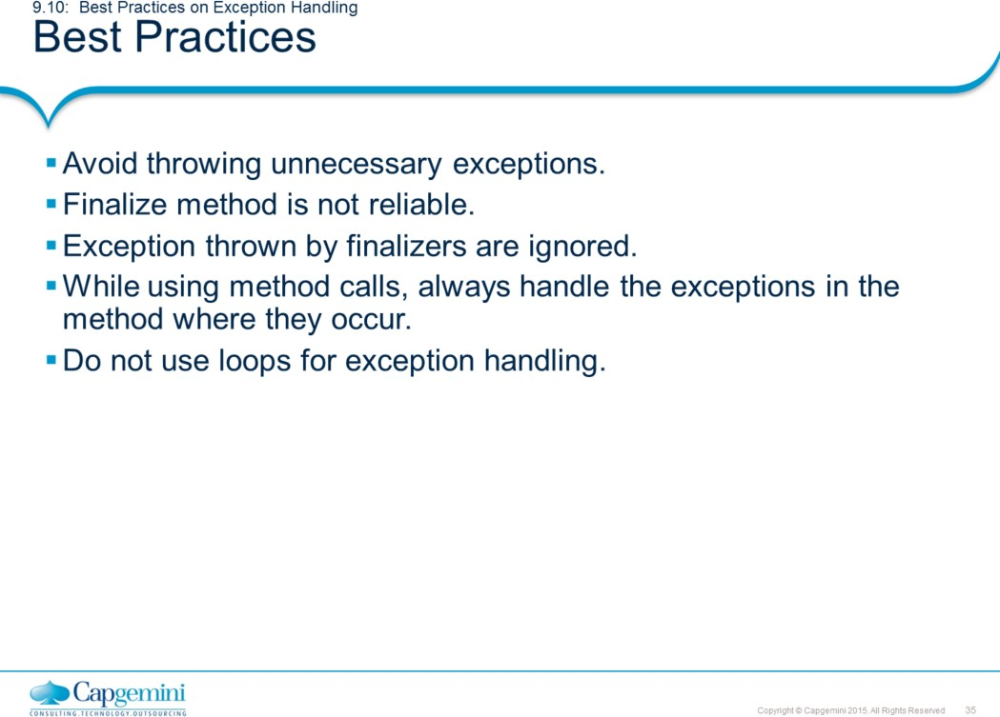 9.10: Best Practices on Exception Handling
Best Practices
Avoid throwing unnecessary exceptions.
Finalize method is not reliable.
Exception thrown by finalizers are ignored.
While using method calls, always handle the exceptions in the
method where they occur.
Do not use loops for exception handling.
Capgemini
CONSULTING.TECHNOLOGY.OUTSOURCING
Copyright © Capgemini 2015. All Rights Reserved 35